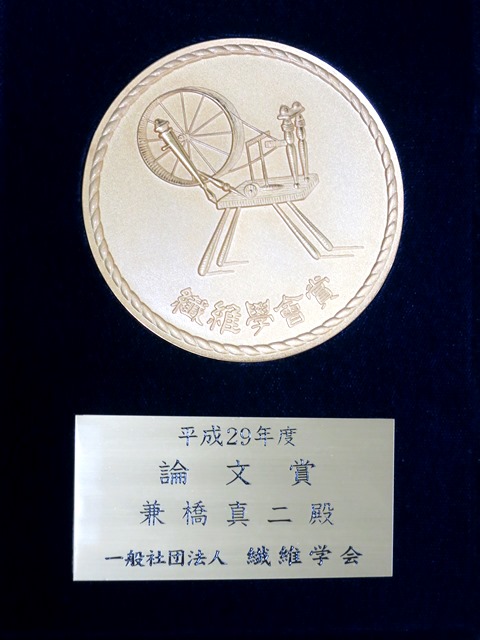 纖維學會賞
平成29年度
論文賞
兼橋真二殿
一般社団法人 繊維学会